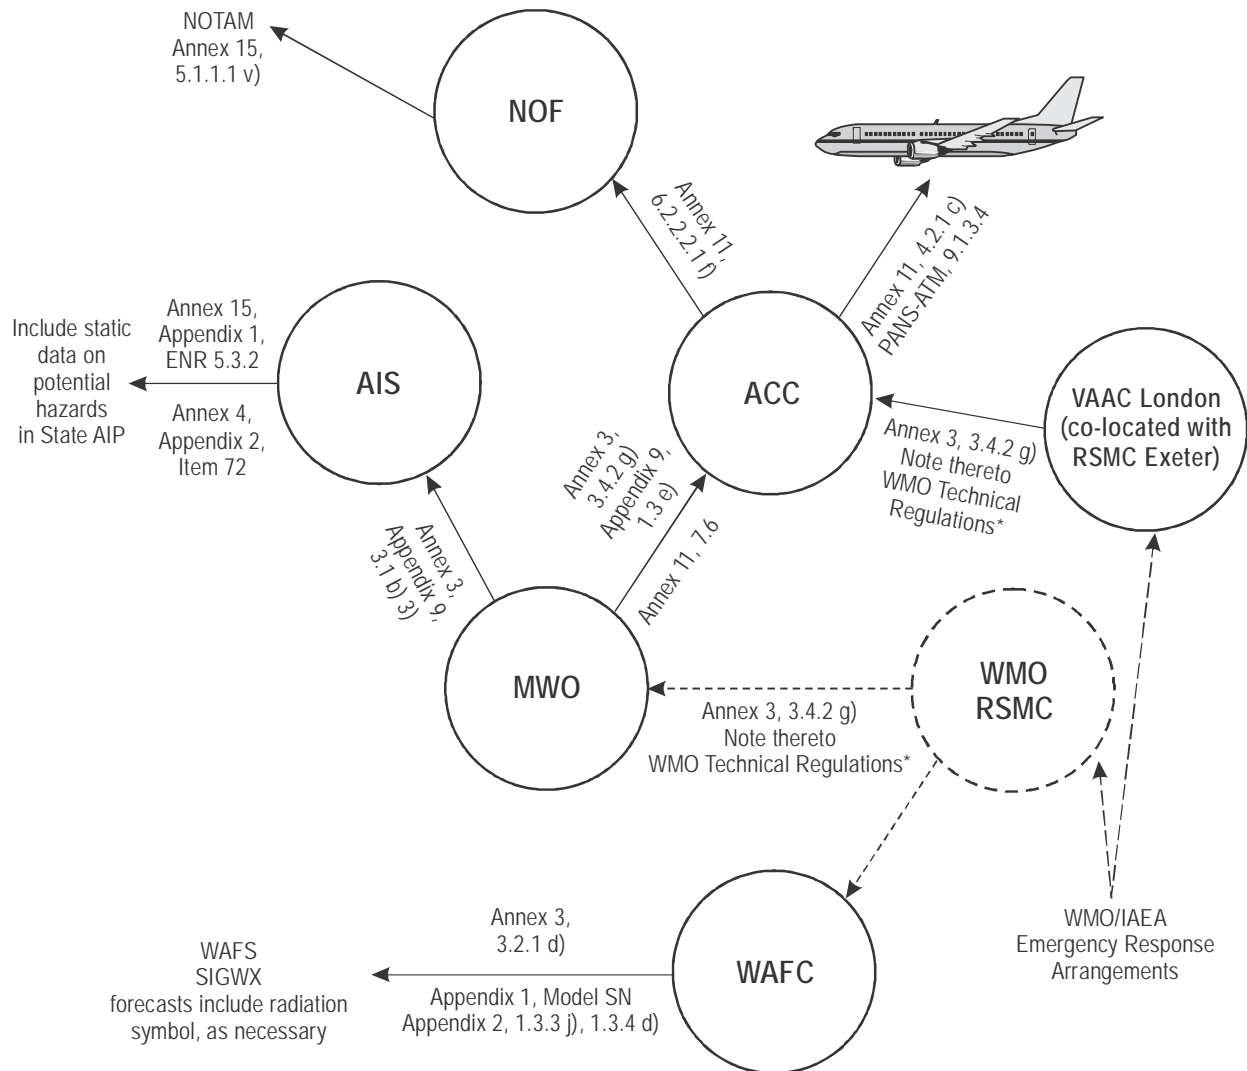 NOTAM
Annex 15,
5.1.1.1 v)
NOF
Annex 11,
6.2.2.2.1 f)
Annex 11, 4.2.1 c)
PANS-ATM, 9.1.3.4
Include static
data on
potential
hazards
in State AIP
Annex 15,
Appendix 1,
ENR 5.3.2
Annex 4,
Appendix 2,
Item 72
AIS
ACC
VAAC London
(co-located with
RSMC Exeter)
Annex 3, 3.4.2 g)
Note thereto
WMO Technical
Regulations*
Annex 3,
3.4.2 g)
Appendix 9,
1.3 e)
Annex 11, 7.6
Annex 3,
Appendix 9,
3.1 b) 3)
MWO
WMO
RSMC
Annex 3, 3.4.2 g)
Note thereto
WMO Technical Regulations*
WMO/IAEA
Emergency Response
Arrangements
WAFS
SIGWX
forecasts include radiation
symbol, as necessary
Annex 3,
3.2.1 d)
Appendix 1, Model SN
Appendix 2, 1.3.3 j), 1.3.4 d)
WAFC